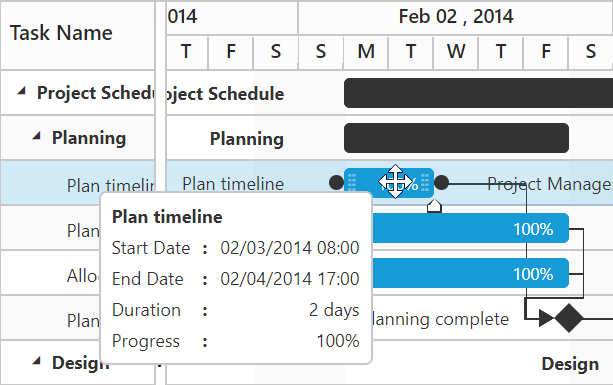 Task Name
014
Feb 02 , 2014
T F S S M T W T F S
Project Schedu
oject Schedule
Planning
Planning
Plan timelin
Plan timeline
%
Project Manage
Plan
100%
Allo
100%
Plan
lanning complete
Design
Design
Plan timeline
Start Date : 02/03/2014 08:00
End Date : 02/04/2014 17:00
Duration : 2 days
Progress : 100%